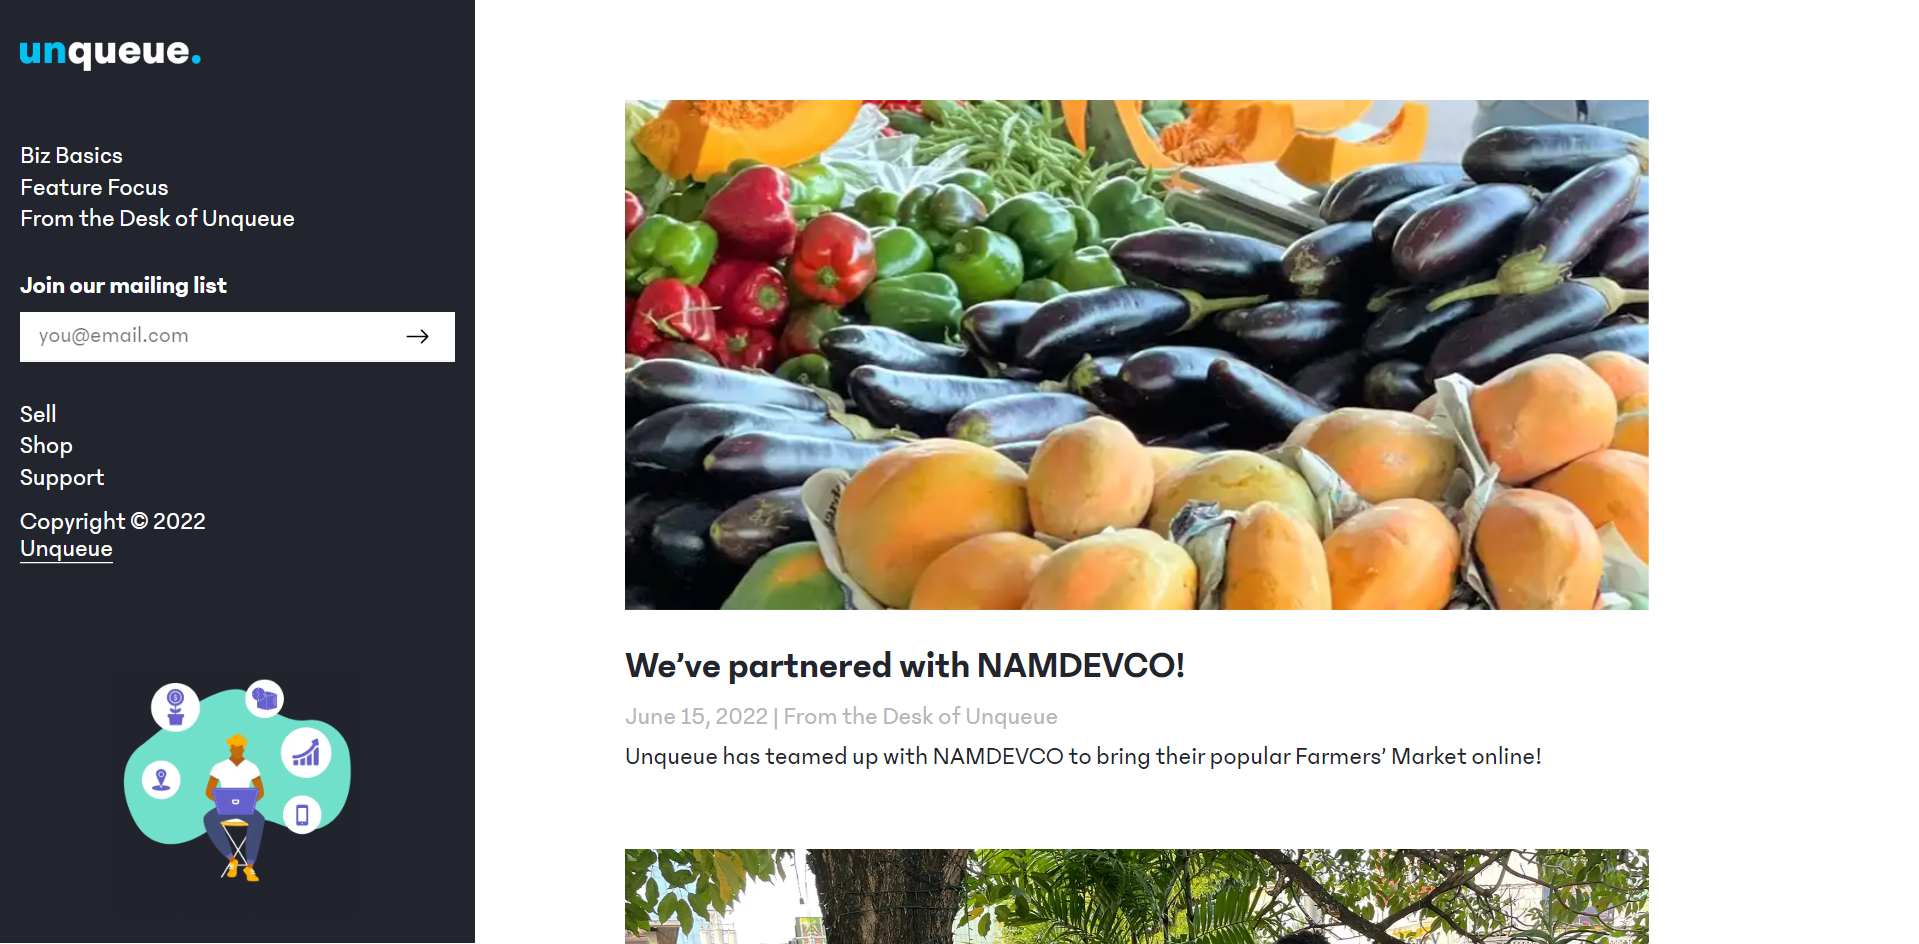 unqueue.
Biz Basics
Feature Focus
From the Desk of Unqueue
Join our mailing list
you@email.com
Sell
Shop
Support
Copyright © 2022
Unqueue
We’ve partnered with NAMDEVCO!
June 15, 2022 | From the Desk of Unqueue
Unqueue has teamed up with NAMDEVCO to bring their popular Farmers’ Market online!